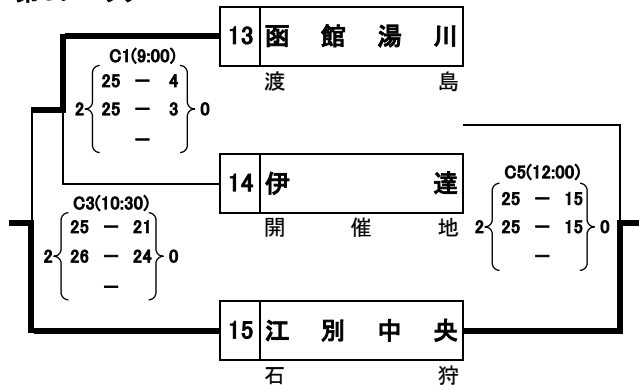 13 函館湯川
渡島
C1(9:00)
25 － 4
2 25 － 3 0
－
14 伊達
開催地
C3(10:30)
25 － 21
2 26 － 24 0
－
C5(12:00)
25 － 15
2 25 － 15 0
－
15 江別中央
石狩